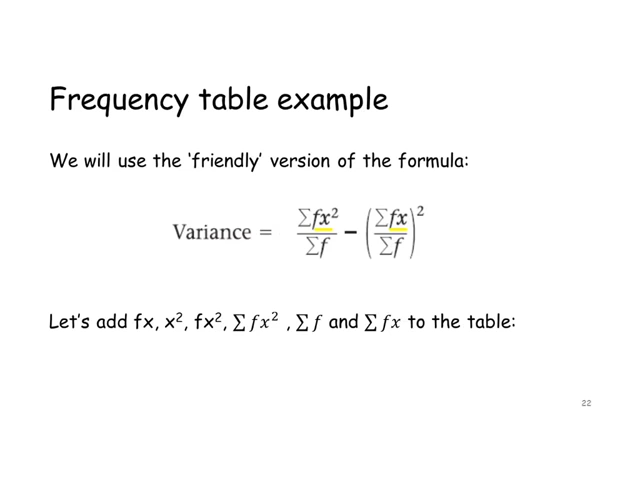 Frequency table example
We will use the ‘friendly’ version of the formula:
Variance = ∑fx²/∑f − (∑fx/∑f)²
Let’s add fx, x², fx², ∑fx² , ∑f and ∑fx to the table:
22